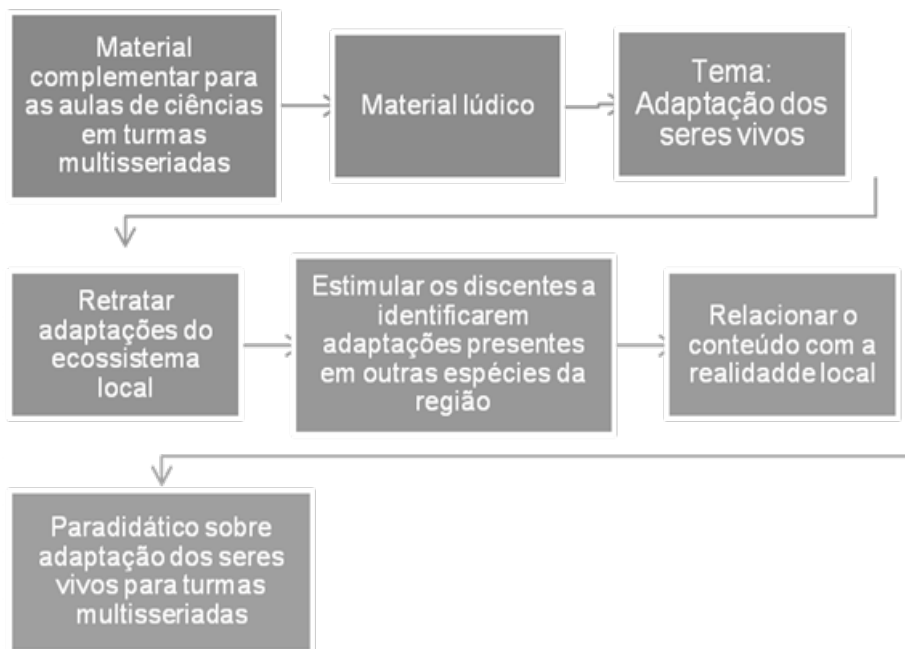 Material
complementar para
as aulas de ciências
em turmas
multisseriadas
Material lúdico
Tema:
Adaptação dos
seres vivos
Retratar
adaptações do
ecossistema
local
Estimular os discentes a
identificarem
adaptações presentes
em outras espécies da
região
Relacionar o
conteúdo com a
realidadde local
Paradidático sobre
adaptação dos seres
vivos para turmas
multisseriadas